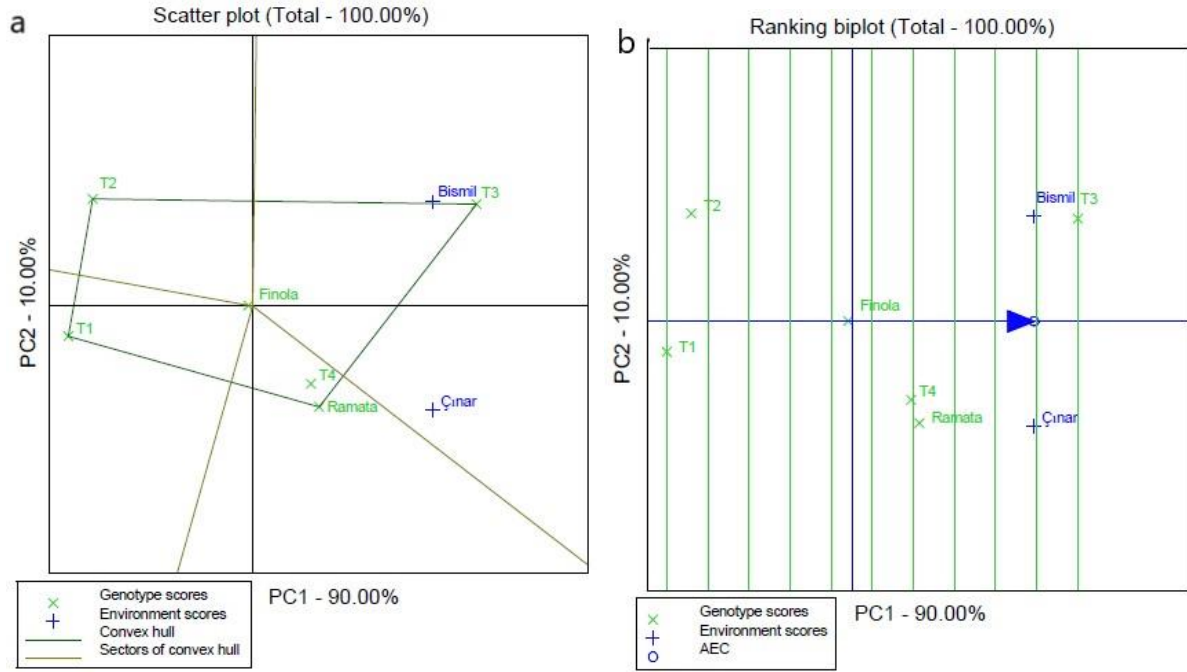 a
Scatter plot (Total - 100.00%)
T2
Bismil
T3
Finola
T1
T4
Ramata
Çınar
PC2 - 10.00%
PC1 - 90.00%
Genotype scores
Environment scores
Convex hull
Sectors of convex hull
b
Ranking biplot (Total - 100.00%)
T2
Bismil
T3
Finola
T1
T4
Ramata
Çınar
PC2 - 10.00%
PC1 - 90.00%
Genotype scores
Environment scores
AEC